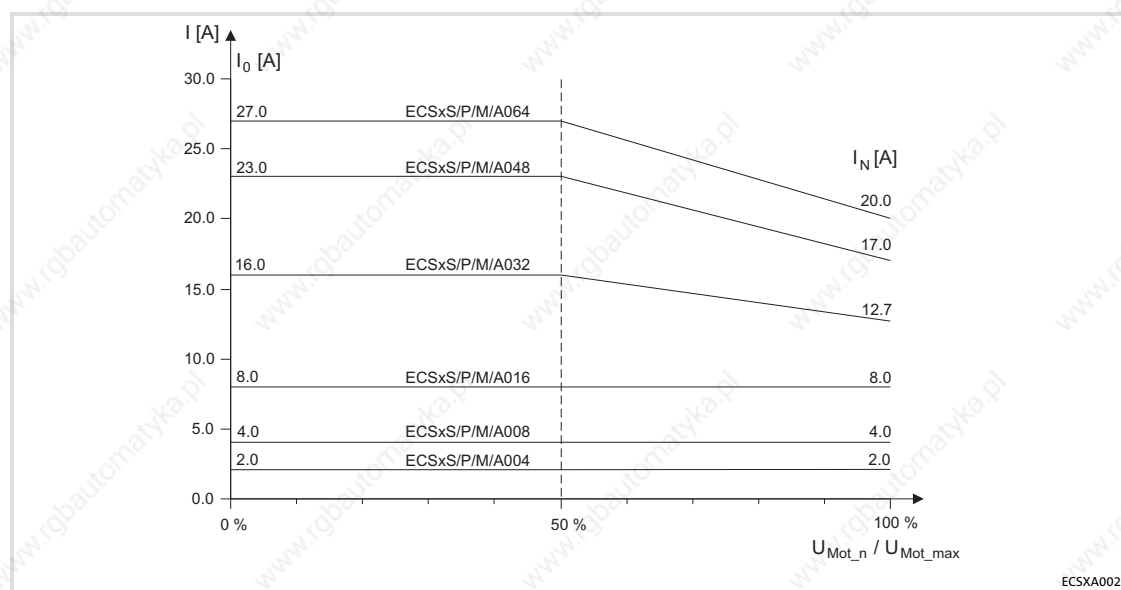 I [A]
I0 [A]
30.0
27.0 ECSxS/P/M/A064
25.0
IN [A]
23.0 ECSxS/P/M/A048
20.0
20.0
17.0
16.0 ECSxS/P/M/A032
15.0
12.7
10.0
8.0 ECSxS/P/M/A016 8.0
5.0
4.0 ECSxS/P/M/A008 4.0
2.0 ECSxS/P/M/A004 2.0
0.0
0 % 50 % 100 %
UMot_n / UMot_max
ECSXA002
www.rgbautomatyka.pl